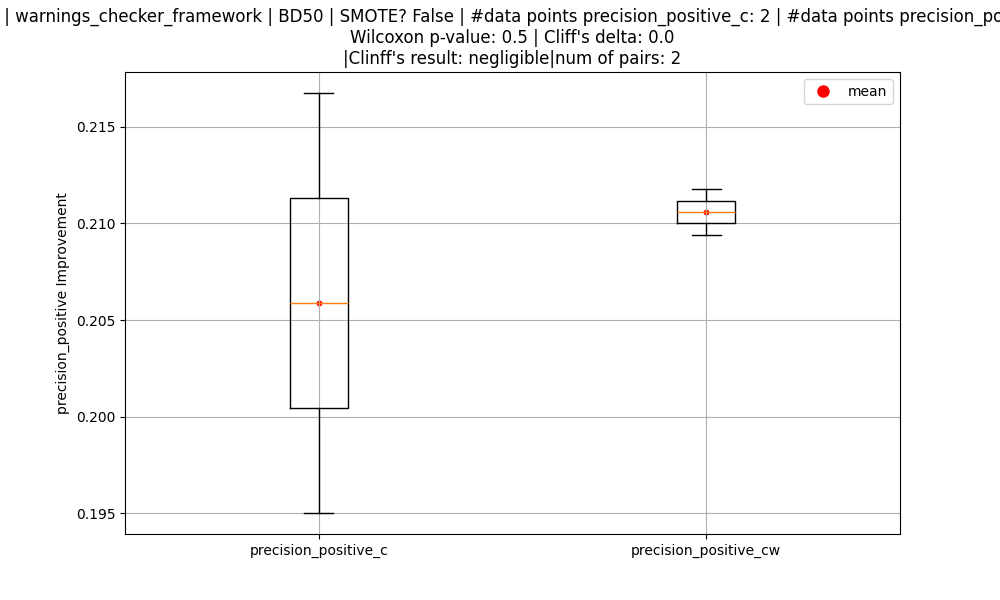 | warnings_checker_framework | BD50 | SMOTE? False | #data points precision_positive_c: 2 | #data points
Wilcoxon p-value: 0.5 | Cliff's delta: 0.0
|Clinff's result: negligible|num of pairs: 2
mean
0.215
0.210
0.205
0.200
0.195
precision_positive Improvement
precision_positive_c
precision_positive_cw